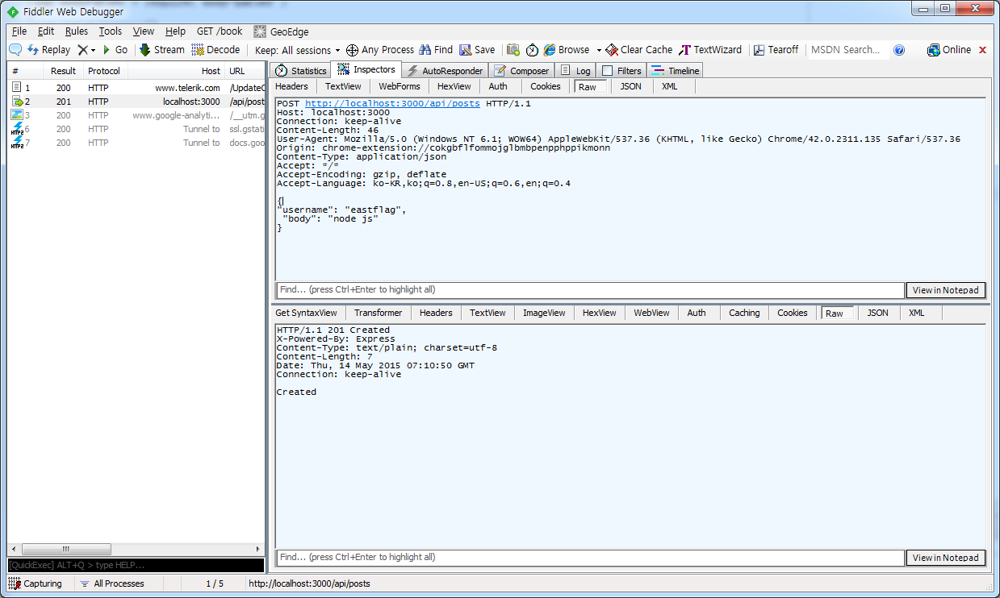 Fiddler Web Debugger
File Edit Rules Tools View Help GET /book GeoEdge
Replay Go Stream Decode Keep: All sessions Any Process Find Save Browse Clear Cache TextWizard Tearoff MSDN Search... Online
# Result Protocol Host URL
1 200 HTTP www.telerik.com /UpdateC
2 201 HTTP localhost:3000 /api/post
3 200 HTTP www.google-analyti... /__utm.g
6 200 Tunnel to ssl.gstati
7 200 Tunnel to docs.goo
[QuickExec] ALT+Q > type HELP...
Statistics Inspectors AutoResponder Composer Log Filters Timeline
Headers TextView WebForms HexView Auth Cookies Raw JSON XML
POST http://localhost:3000/api/posts HTTP/1.1
Host: localhost:3000
Connection: keep-alive
Content-Length: 46
User-Agent: Mozilla/5.0 (Windows NT 6.1; WOW64) AppleWebKit/537.36 (KHTML, like Gecko) Chrome/42.0.2311.135 Safari/537.36
Origin: chrome-extension://cokgbflfommojglbmbpenpphppikmonn
Content-Type: application/json
Accept: */*
Accept-Encoding: gzip, deflate
Accept-Language: ko-KR,ko;q=0.8,en-US;q=0.6,en;q=0.4
{
"username": "eastflag",
"body": "node js"
}
Find... (press Ctrl+Enter to highlight all) View in Notepad
Get SyntaxView Transformer Headers TextView ImageView HexView WebView Auth Caching Cookies Raw JSON XML
HTTP/1.1 201 Created
X-Powered-By: Express
Content-Type: text/plain; charset=utf-8
Content-Length: 7
Date: Thu, 14 May 2015 07:10:50 GMT
Connection: keep-alive
Created
Find... (press Ctrl+Enter to highlight all) View in Notepad
Capturing All Processes 1 / 5 http://localhost:3000/api/posts